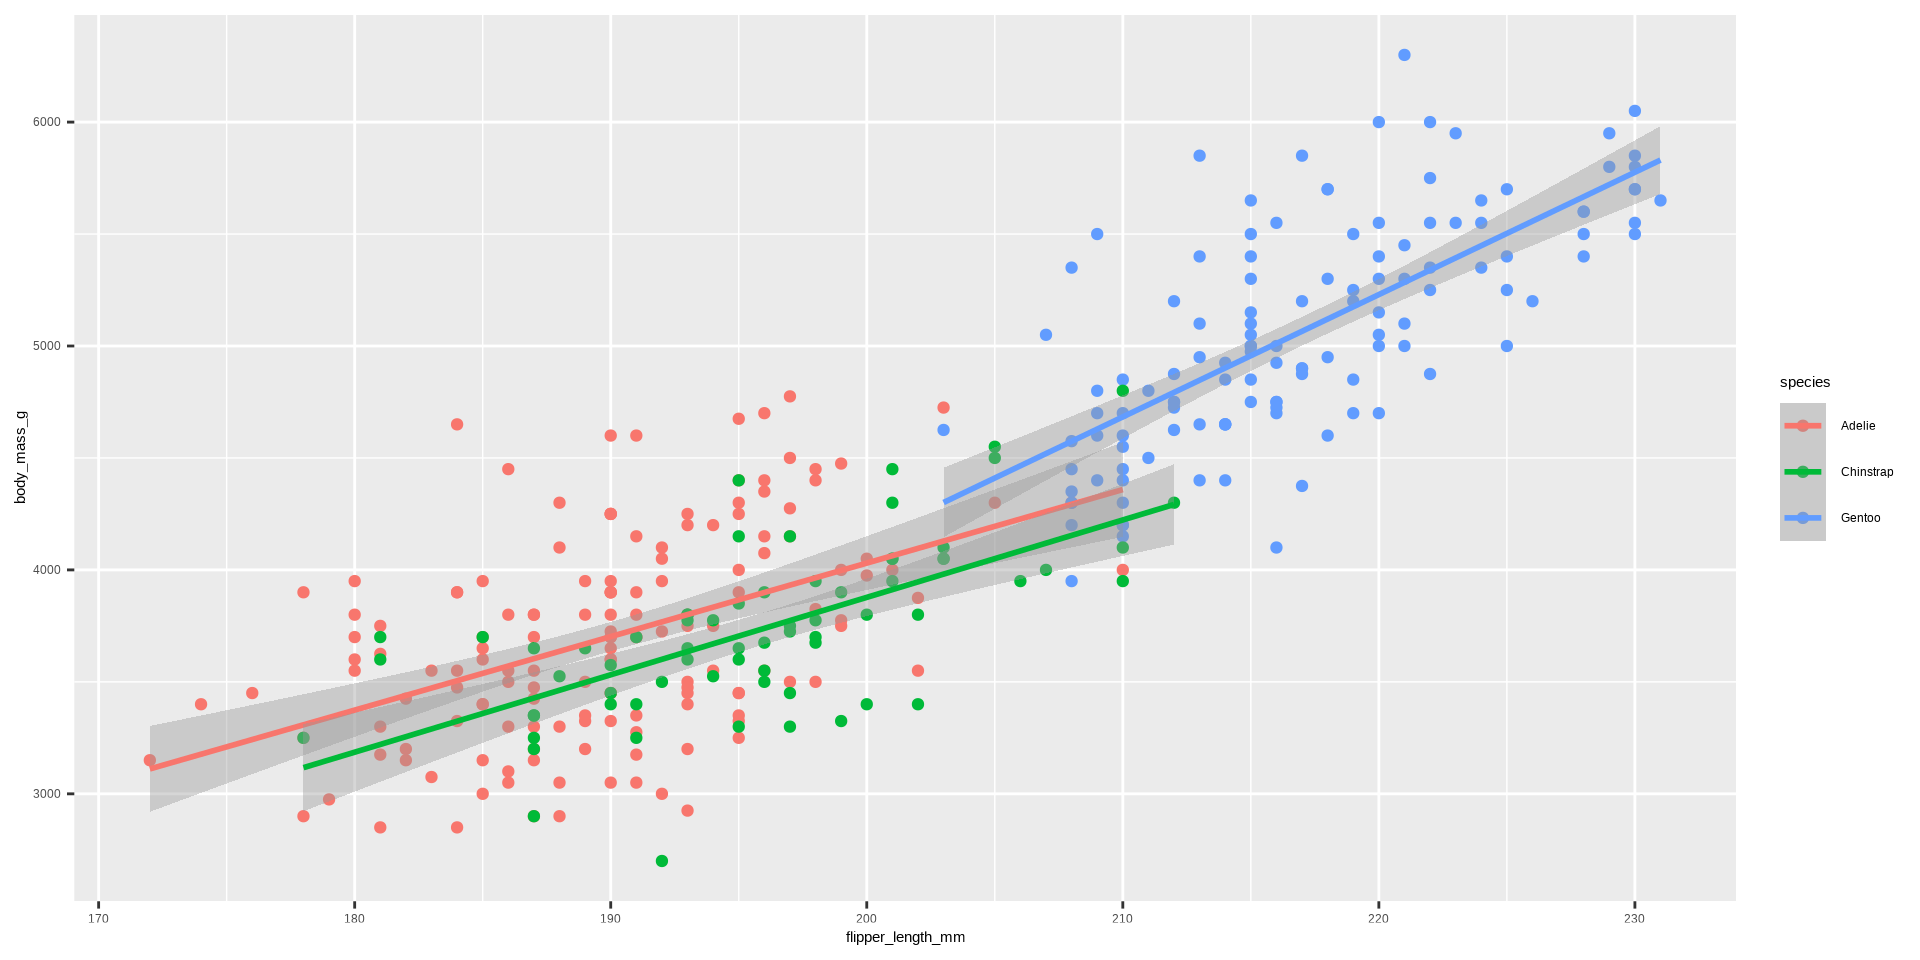 6000
5000
4000
3000
body_mass_g
170 180 190 200 210 220 230
flipper_length_mm
species
Adelie
Chinstrap
Gentoo